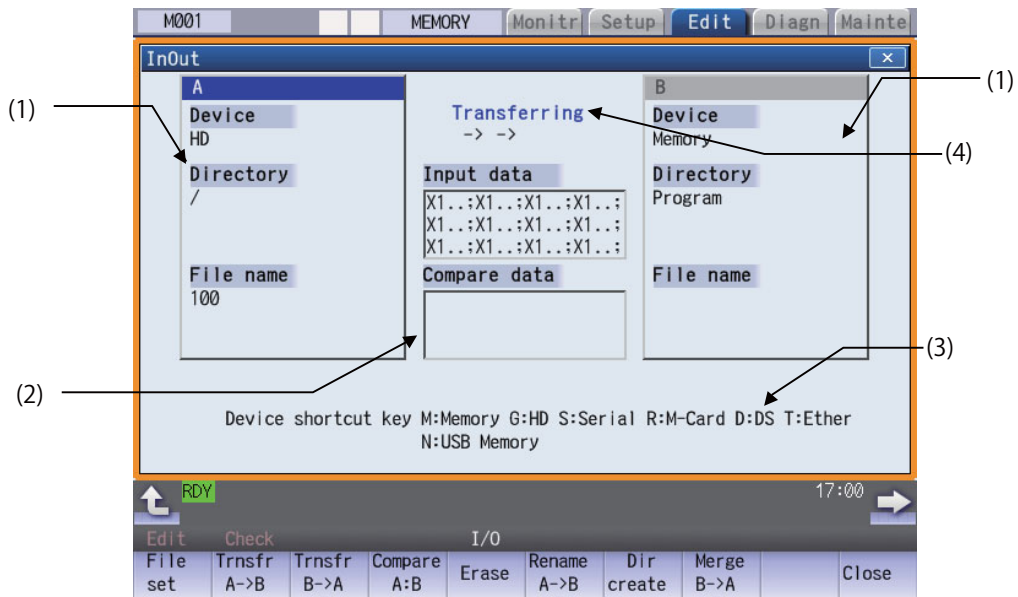 M001 MEMORY Monitr Setup Edit Diagn Mainte
InOut
A
Device
HD
Directory
/
File name
100
Transferring
-> ->
Input data
X1..;X1..;X1..;X1..;
X1..;X1..;X1..;X1..;
X1..;X1..;X1..;X1..;
Compare data
B
Device
Memory
Directory
Program
File name
(1)
(2)
(1)
(4)
(3)
Device shortcut key M:Memory G:HD S:Serial R:M-Card D:DS T:Ether
N:USB Memory
RDY 17:00
Edit Check I/O
File set
Trnsfr A->B
Trnsfr B->A
Compare A:B
Erase
Rename A->B
Dir create
Merge B->A
Close